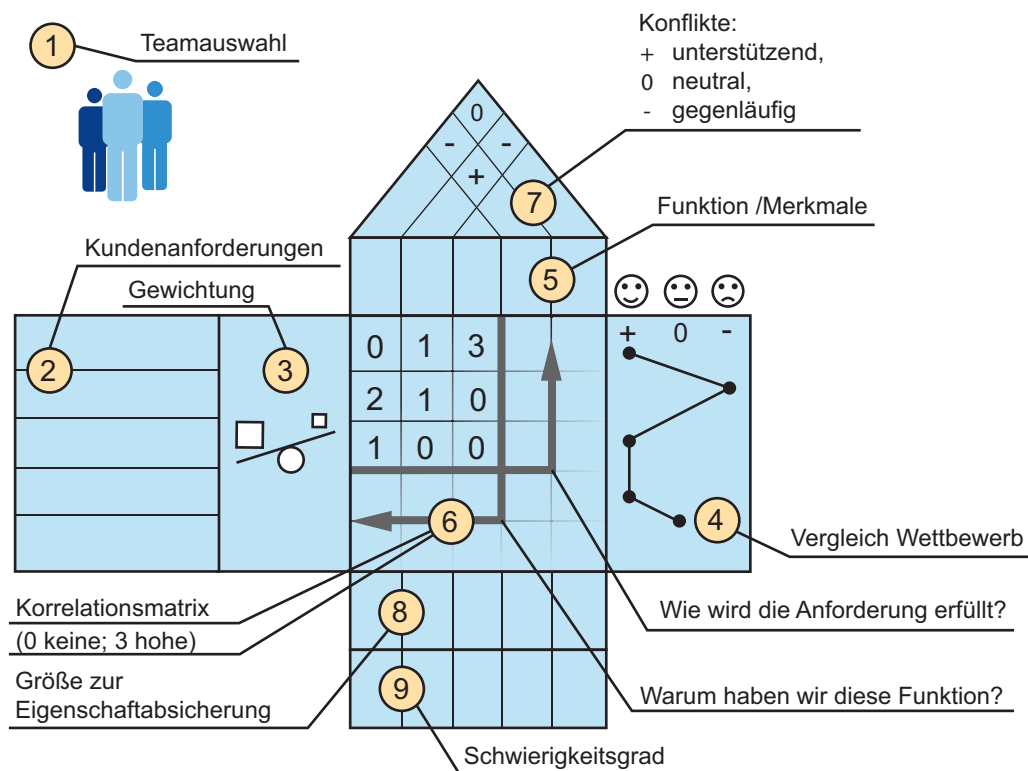 1 Teamauswahl
Konflikte:
+ unterstützend,
0 neutral,
- gegenläufig
0
- -
+
7
Funktion /Merkmale
Kundenanforderungen
5
Gewichtung
+ 0 -
2
3
0 1 3
2 1 0
1 0 0
6
4
Vergleich Wettbewerb
Korrelationsmatrix
(0 keine; 3 hohe)
8
Wie wird die Anforderung erfüllt?
Größe zur
Eigenschaftabsicherung
9
Warum haben wir diese Funktion?
Schwierigkeitsgrad